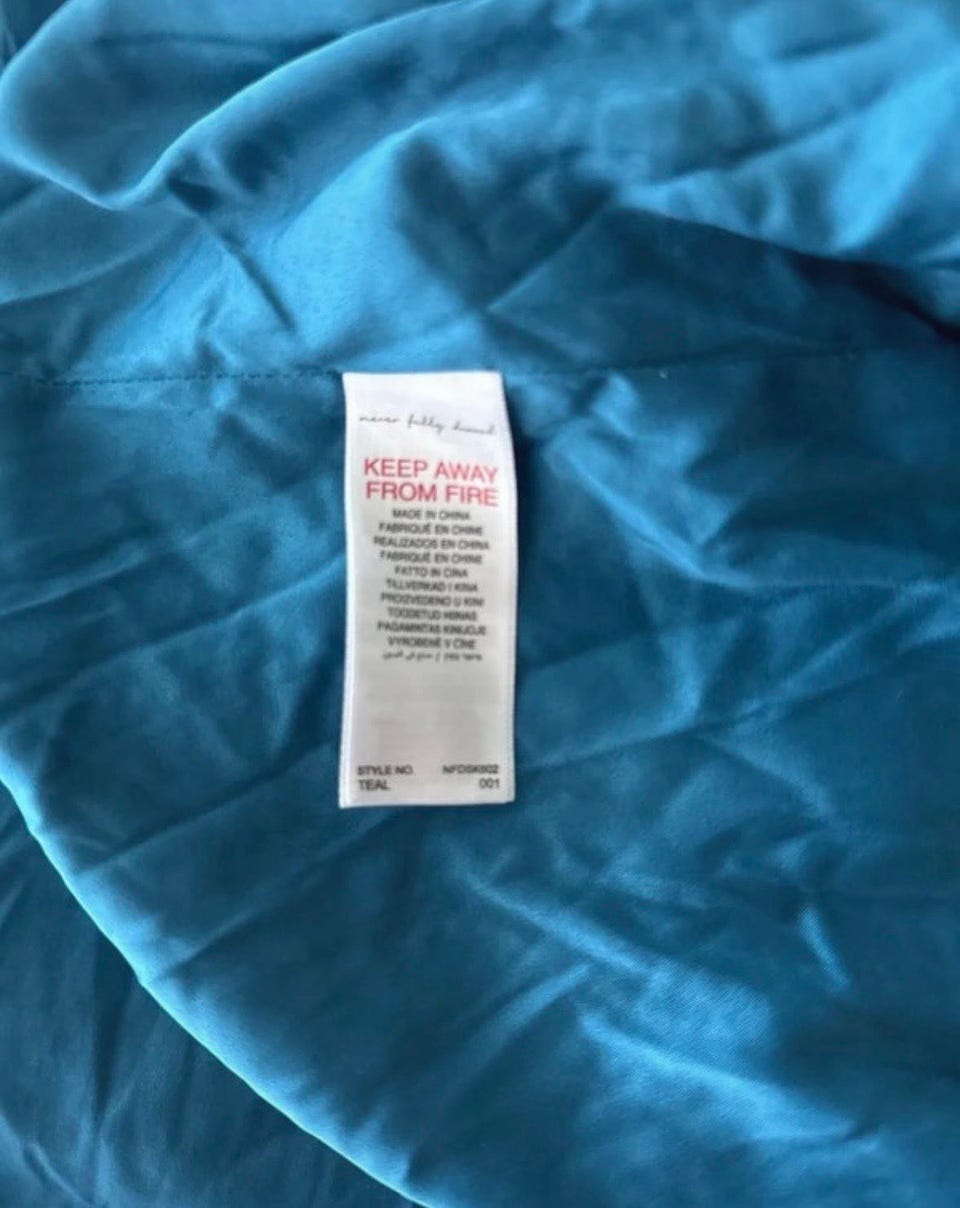 never fully dressed
KEEP AWAY
FROM FIRE
MADE IN CHINA
FABRIQUÉ EN CHINE
REALIZADOS EN CHINA
FABRIQUÉ EN CHINE
FATTO IN CINA
TILLVERKAD I KINA
PROIZVEDENO U KINI
TOODETUD HIINAS
PAGAMINTAS KINIJOJE
VYROBENÉ V ČÍNE
STYLE NO. NFDSK602
TEAL 001